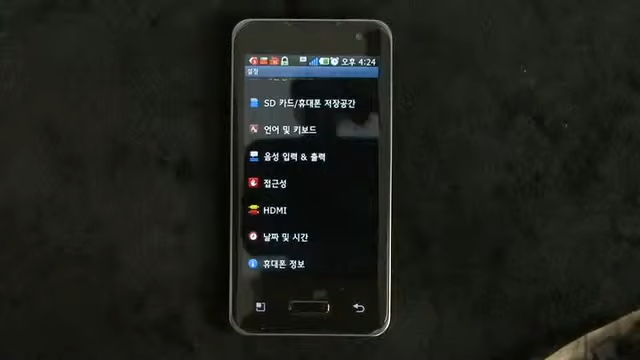 오후 4:24
설정
SD 카드/휴대폰 저장공간
언어 및 키보드
음성 입력 & 출력
접근성
HDMI
날짜 및 시간
휴대폰 정보